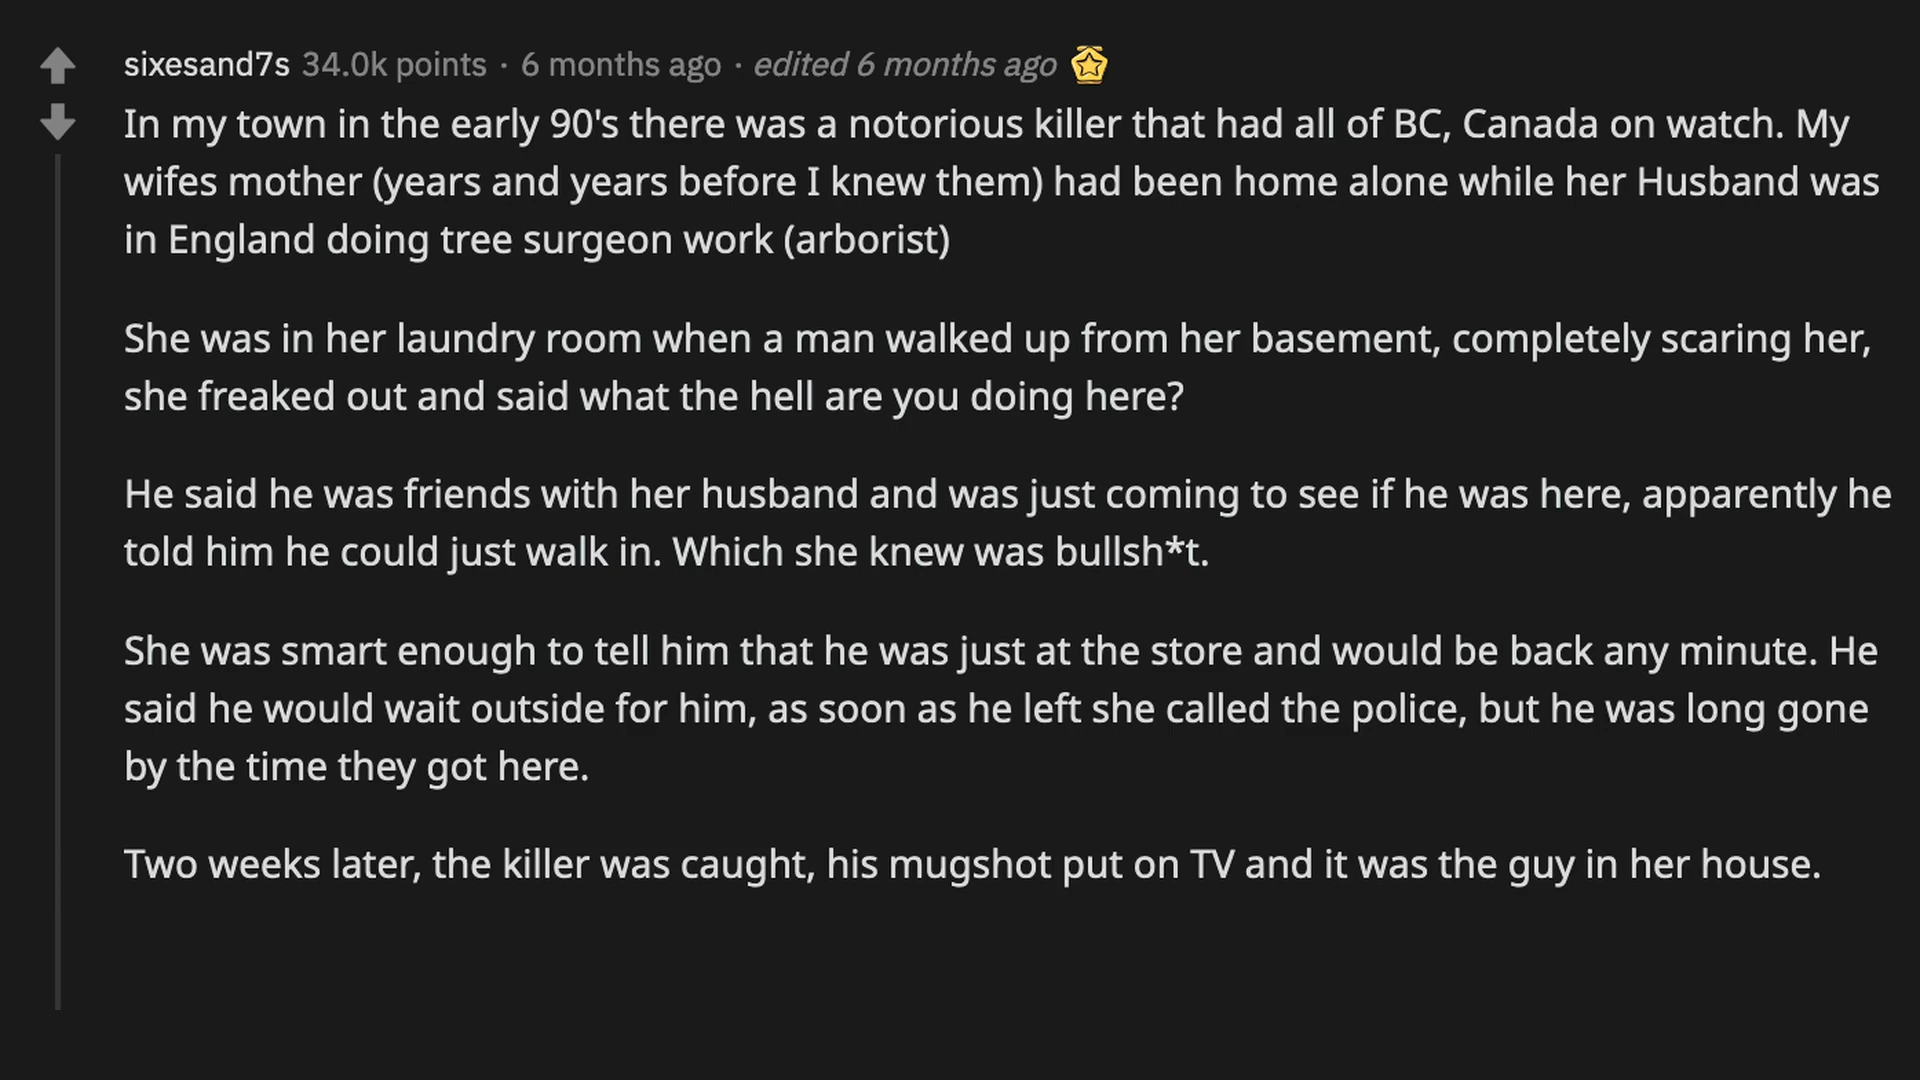 sixesand7s 34.0k points · 6 months ago · edited 6 months ago
In my town in the early 90's there was a notorious killer that had all of BC, Canada on watch. My
wifes mother (years and years before I knew them) had been home alone while her Husband was
in England doing tree surgeon work (arborist)
She was in her laundry room when a man walked up from her basement, completely scaring her,
she freaked out and said what the hell are you doing here?
He said he was friends with her husband and was just coming to see if he was here, apparently he
told him he could just walk in. Which she knew was bullsh*t.
She was smart enough to tell him that he was just at the store and would be back any minute. He
said he would wait outside for him, as soon as he left she called the police, but he was long gone
by the time they got here.
Two weeks later, the killer was caught, his mugshot put on TV and it was the guy in her house.